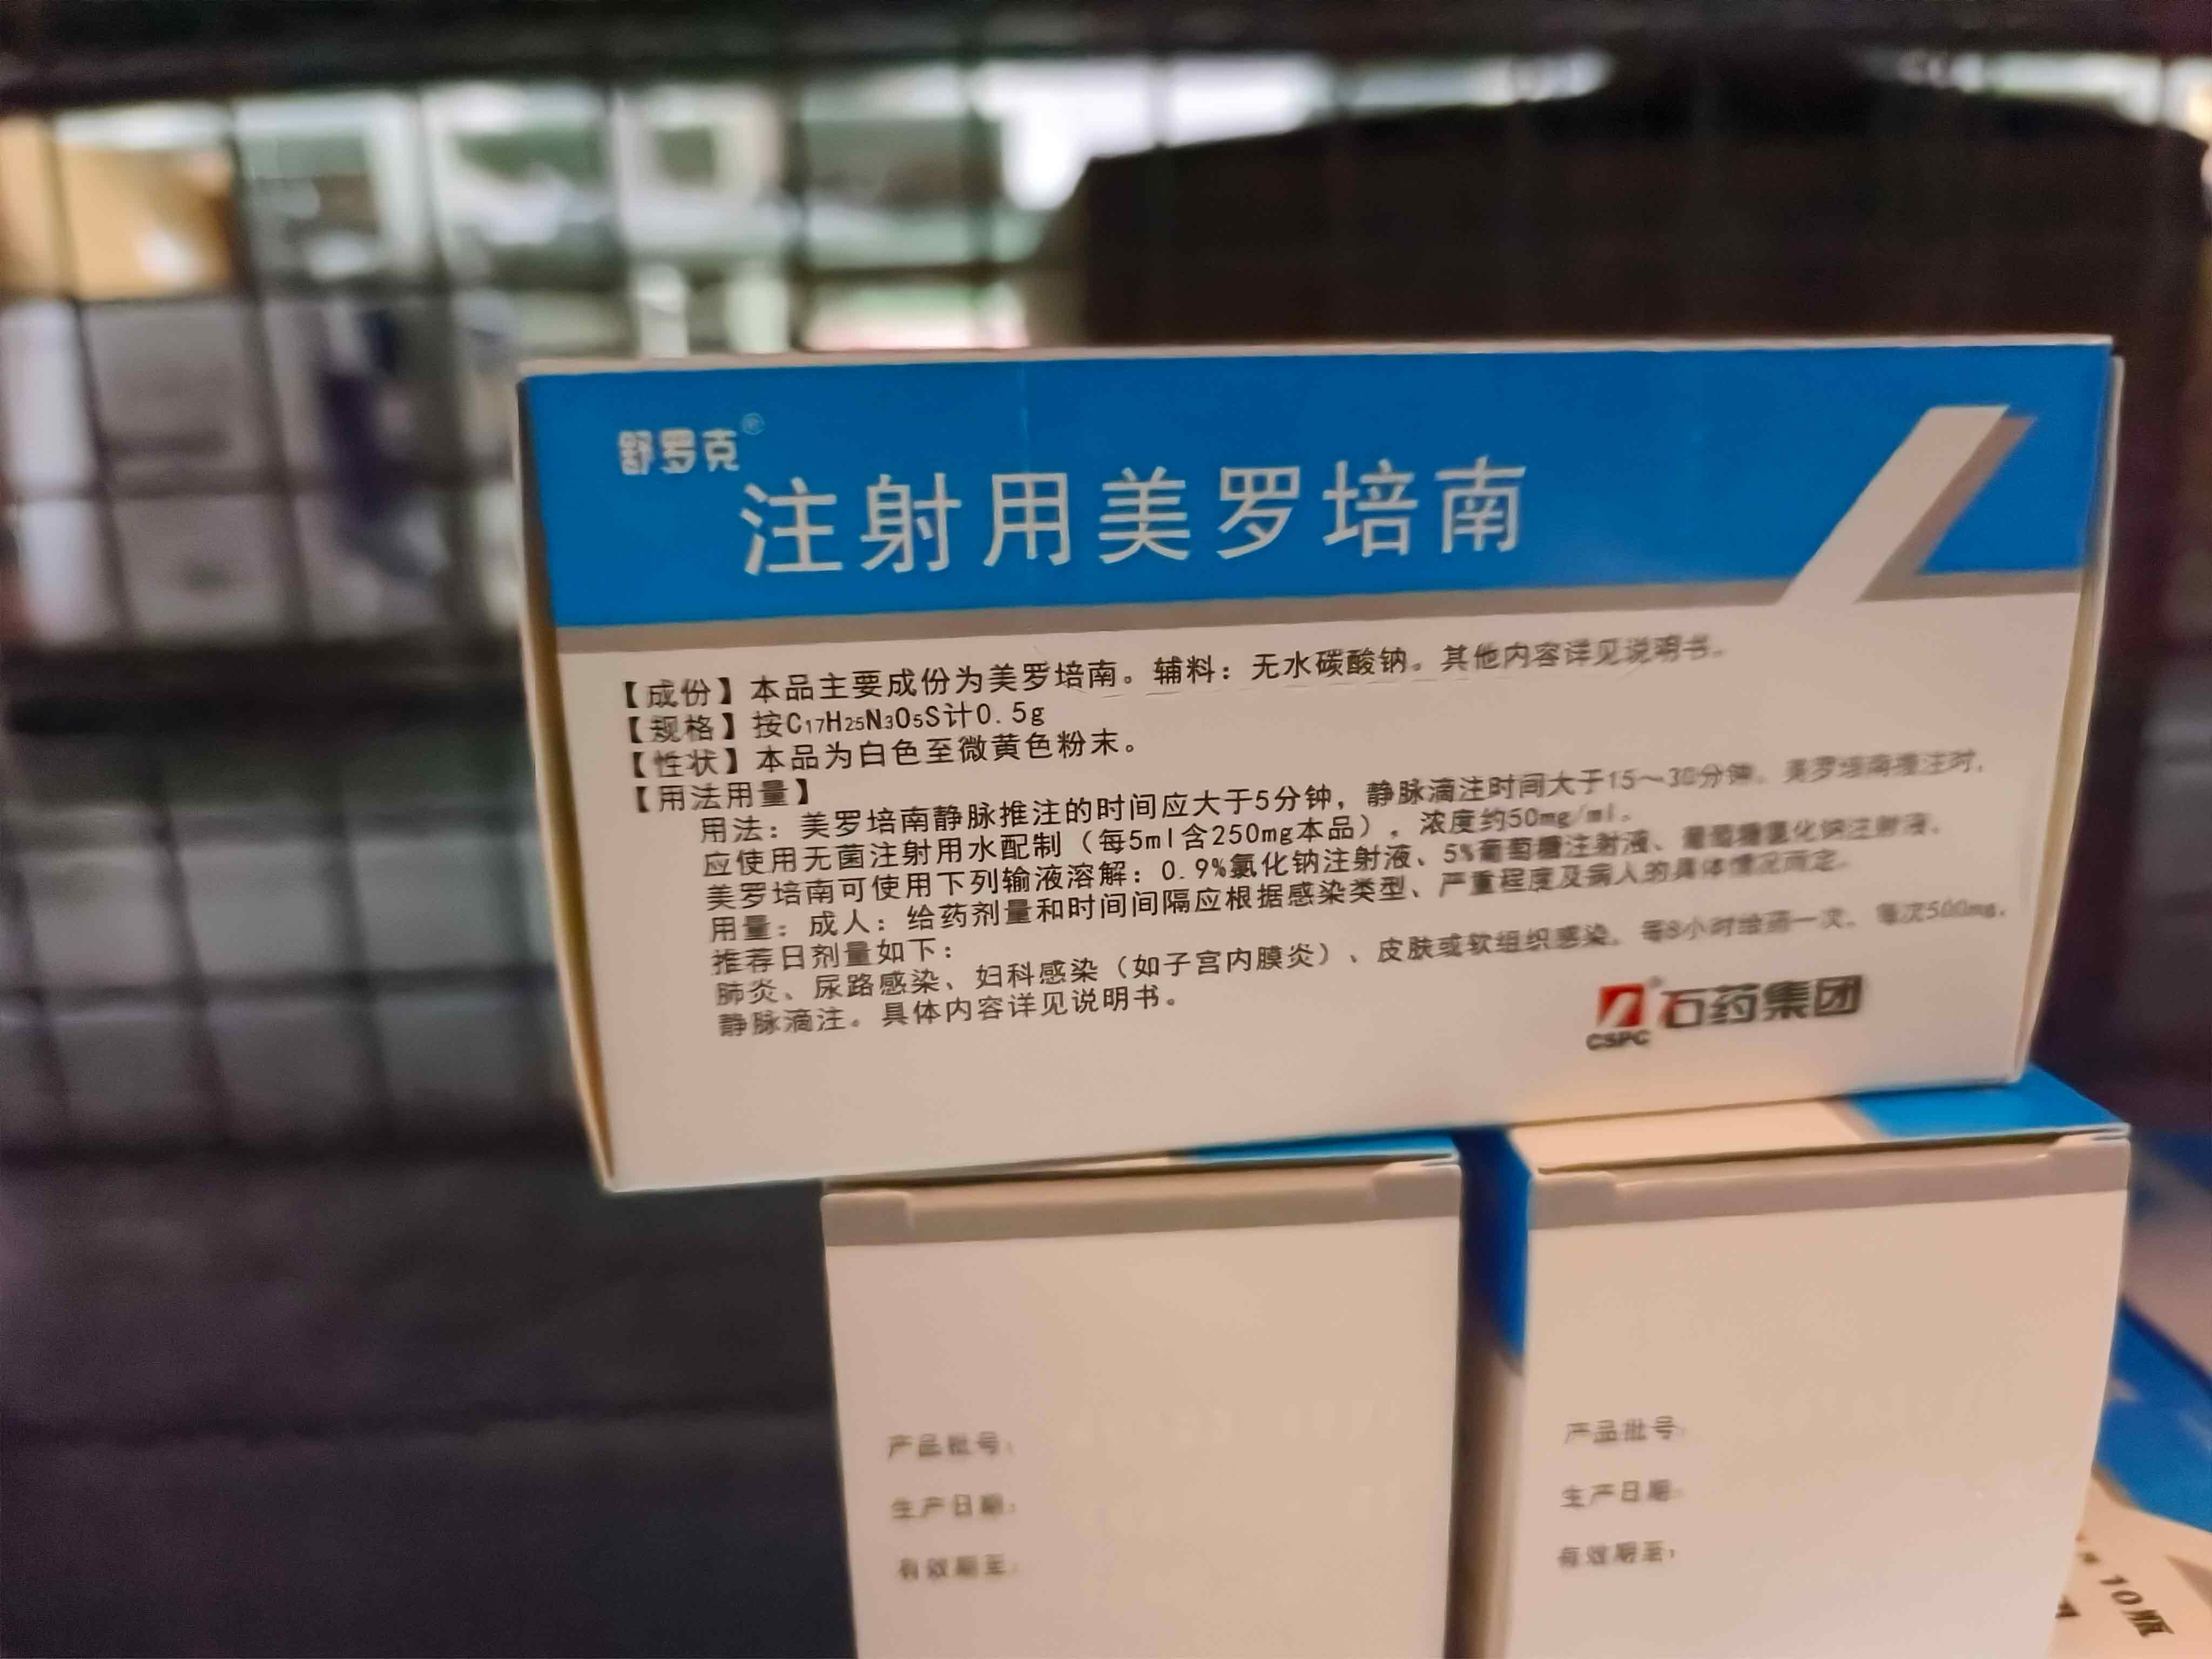 舒罗克®
注射用美罗培南
【成份】本品主要成份为美罗培南。辅料：无水碳酸钠。其他内容详见说明书。
【规格】按C₁₇H₂₅N₃O₅S计0.5g
【性状】本品为白色至微黄色粉末。
【用法用量】
用法：美罗培南静脉推注的时间应大于5分钟，静脉滴注时间大于15～30分钟。美罗培南推注时，
应使用无菌注射用水配制（每5ml含250mg本品），浓度约50mg/ml。
美罗培南可使用下列输液溶解：0.9%氯化钠注射液、5%葡萄糖注射液、葡萄糖氯化钠注射液。
用量：成人：给药剂量和时间间隔应根据感染类型、严重程度及病人的具体情况而定。
推荐日剂量如下：
肺炎、尿路感染、妇科感染（如子宫内膜炎）、皮肤或软组织感染。每8小时给药一次，每次500mg，
静脉滴注。具体内容详见说明书。
CSPC® 石药集团
产品批号：
生产日期：
有效期至：
产品批号：
生产日期：
有效期至：
10瓶